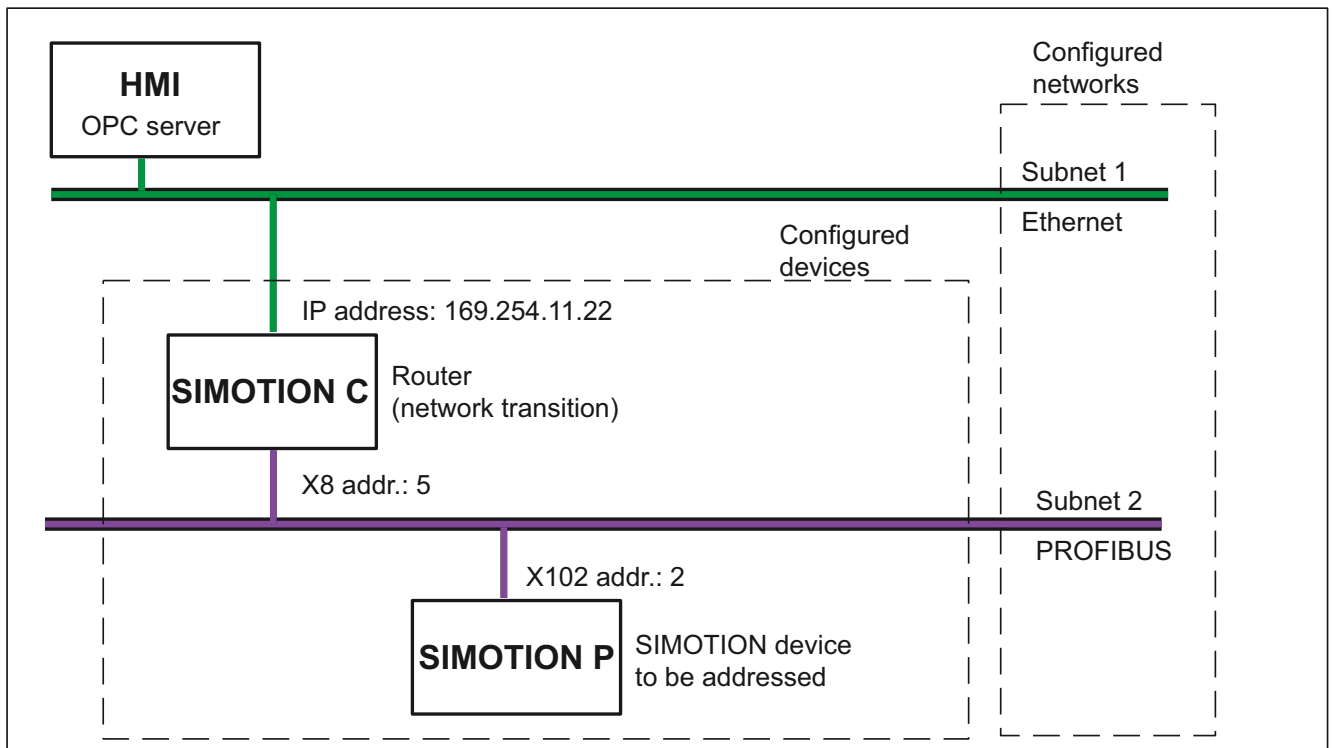 HMI
OPC server
Configured
networks
Subnet 1
Ethernet
Configured
devices
IP address: 169.254.11.22
SIMOTION C
Router
(network transition)
X8 addr.: 5
Subnet 2
PROFIBUS
X102 addr.: 2
SIMOTION P
SIMOTION device
to be addressed